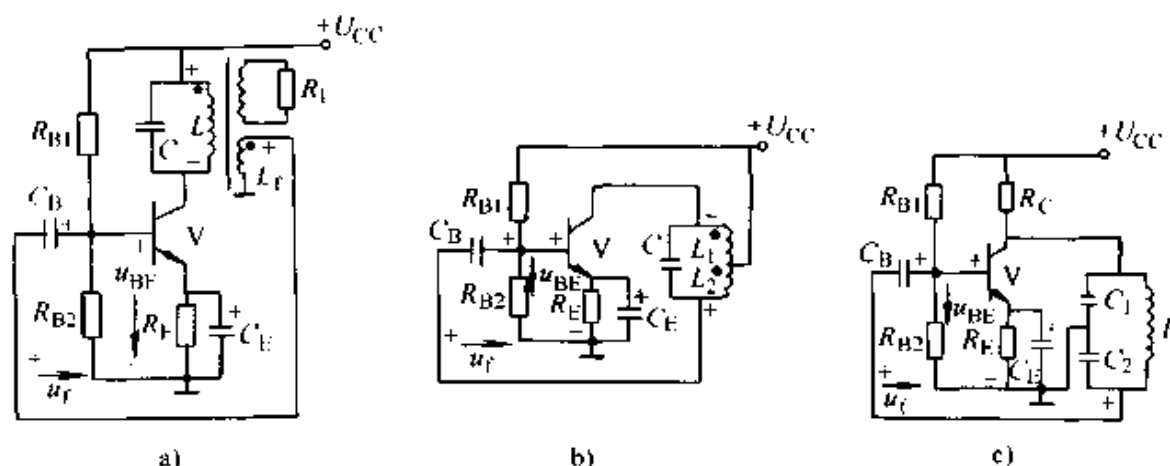 + U_CC
R_B1
C
L
R_L
L_f
C_B
V
u_BE
R_B2
R_E
C_E
u_f
a)
+ U_CC
R_B1
C_B
V
C
L_1
L_2
u_BE
R_B2
R_E
C_E
u_f
b)
+ U_CC
R_B1
R_C
C_B
V
u_BE
C_1
R_B2
R_E
C_E
C_2
u_f
c)